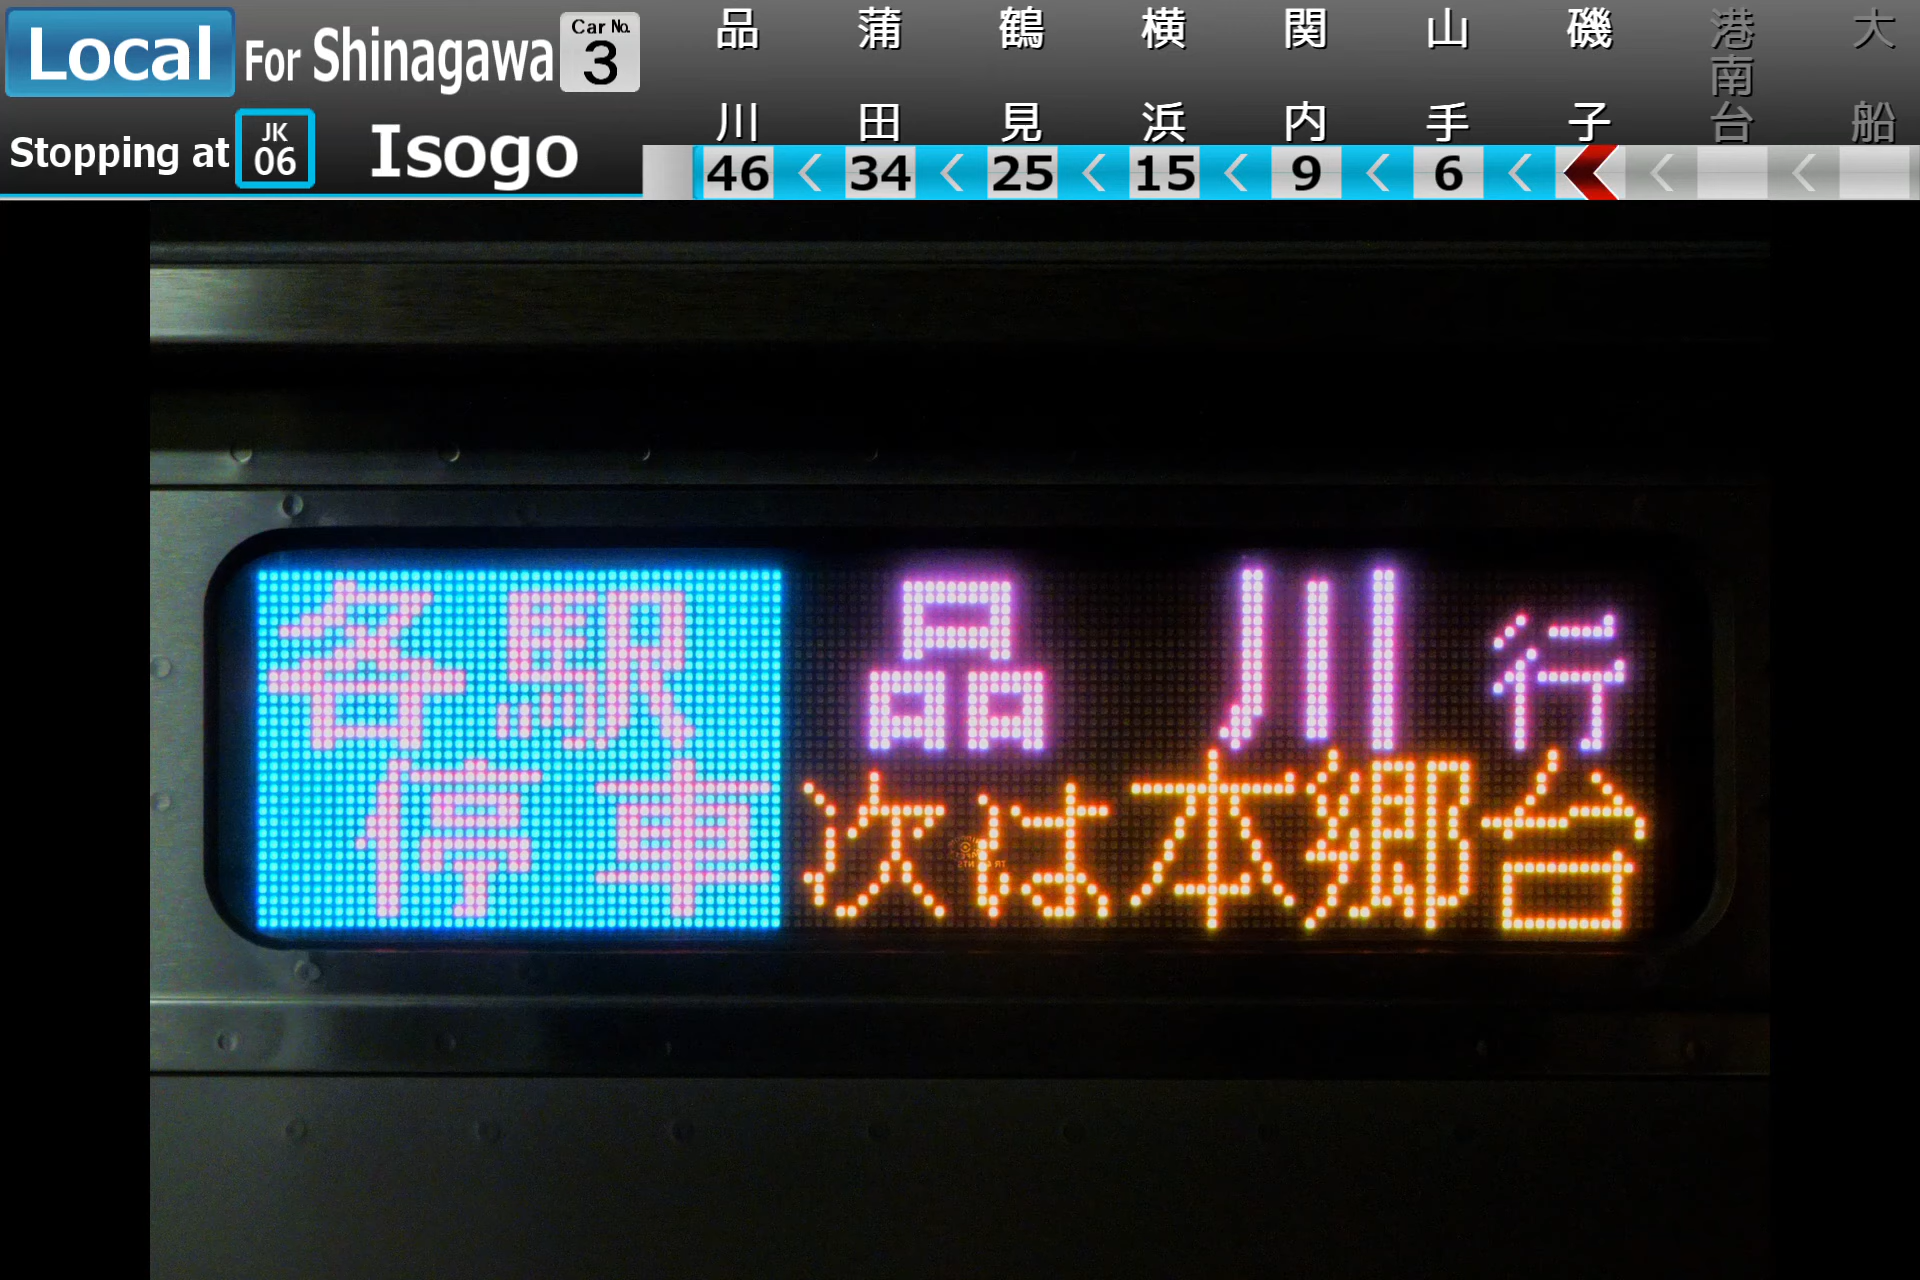 Local For Shinagawa Car No. 3
Stopping at JK 06 Isogo
品川 蒲田 鶴見 横浜 関内 山手 磯子 港南台 大船
46 34 25 15 9 6
各駅停車
品川行
次は本郷台